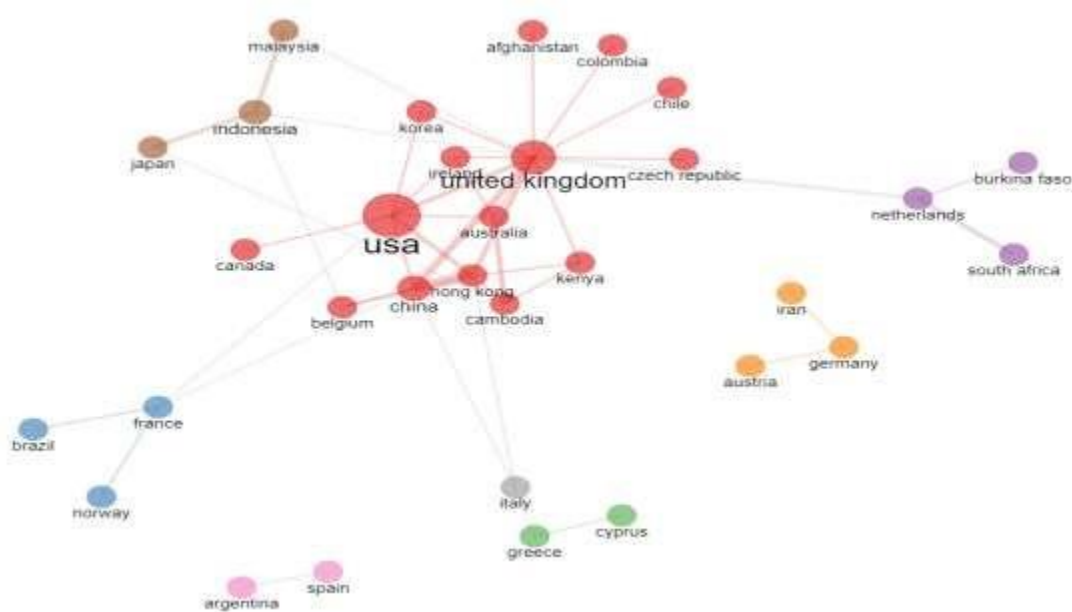 malaysia
afghanistan
colombia
chile
indonesia
korea
japan
ireland
united kingdom
czech republic
burkina faso
netherlands
usa
australia
canada
south africa
kenya
hong kong
china
belgium
cambodia
iran
germany
austria
france
brazil
italy
norway
cyprus
greece
spain
argentina